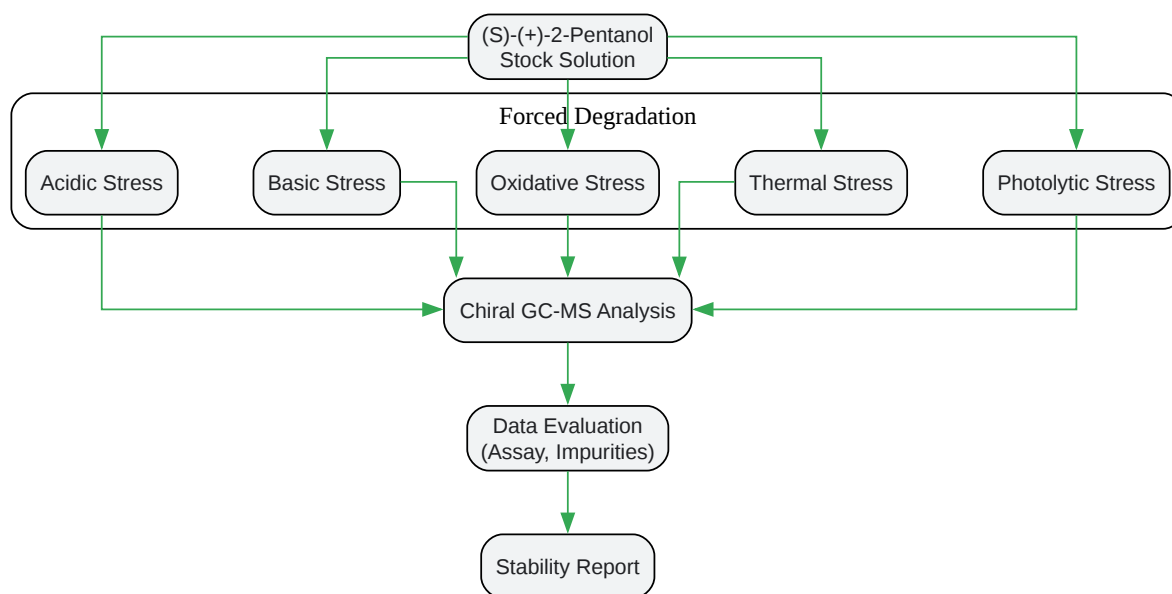 (S)-(+)-2-Pentanol
Stock Solution
Forced Degradation
Acidic Stress
Basic Stress
Oxidative Stress
Thermal Stress
Photolytic Stress
Chiral GC-MS Analysis
Data Evaluation
(Assay, Impurities)
Stability Report